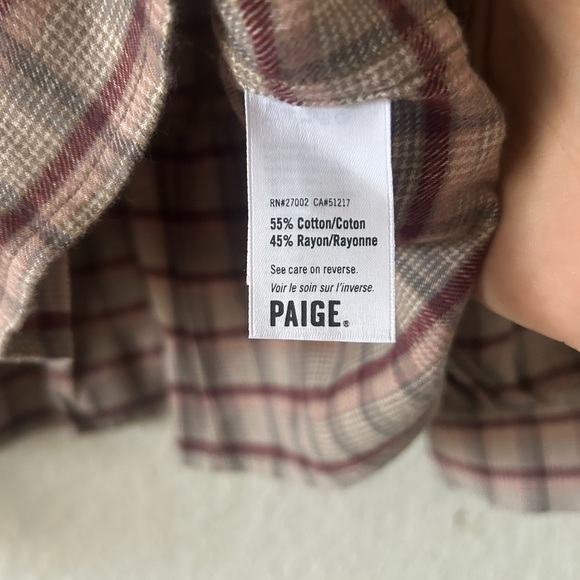 RN#27002 CA#51217
55% Cotton/Coton
45% Rayon/Rayonne
See care on reverse.
Voir le soin sur l'inverse.
PAIGE®